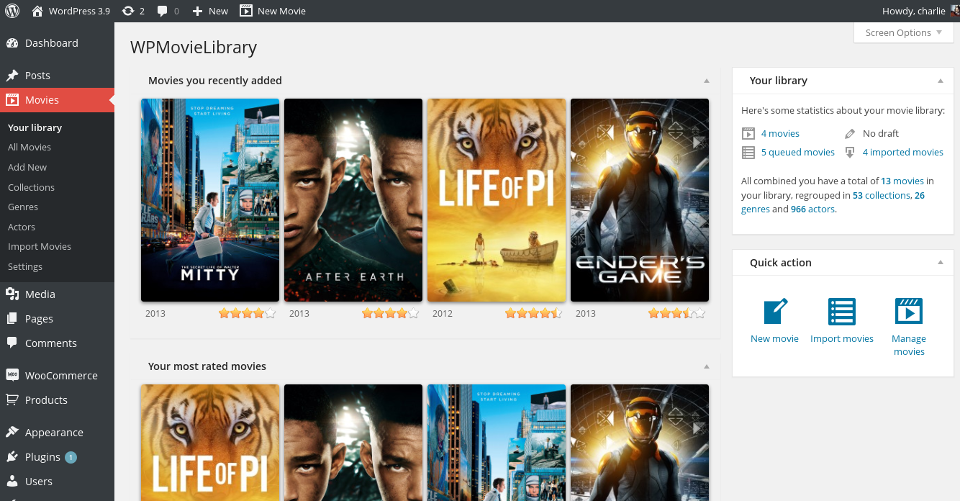 WordPress 3.9
2
0
New
New Movie
Howdy, charlie
Screen Options
Dashboard
Posts
Movies
Your library
All Movies
Add New
Collections
Genres
Actors
Import Movies
Settings
Media
Pages
Comments
WooCommerce
Products
Appearance
Plugins 1
Users
WPMovieLibrary
Movies you recently added
STOP DREAMING
START LIVING
THE SECRET LIFE OF WALTER
MITTY
AFTER EARTH
LIFE OF PI
ENDER'S
GAME
2013
2013
2012
2013
Your most rated movies
LIFE OF PI
STOP DREAMING
START LIVING
Your library
Here's some statistics about your movie library:
4 movies
No draft
5 queued movies
4 imported movies
All combined you have a total of 13 movies in
your library, regrouped in 53 collections, 26
genres and 966 actors.
Quick action
New movie
Import movies
Manage
movies